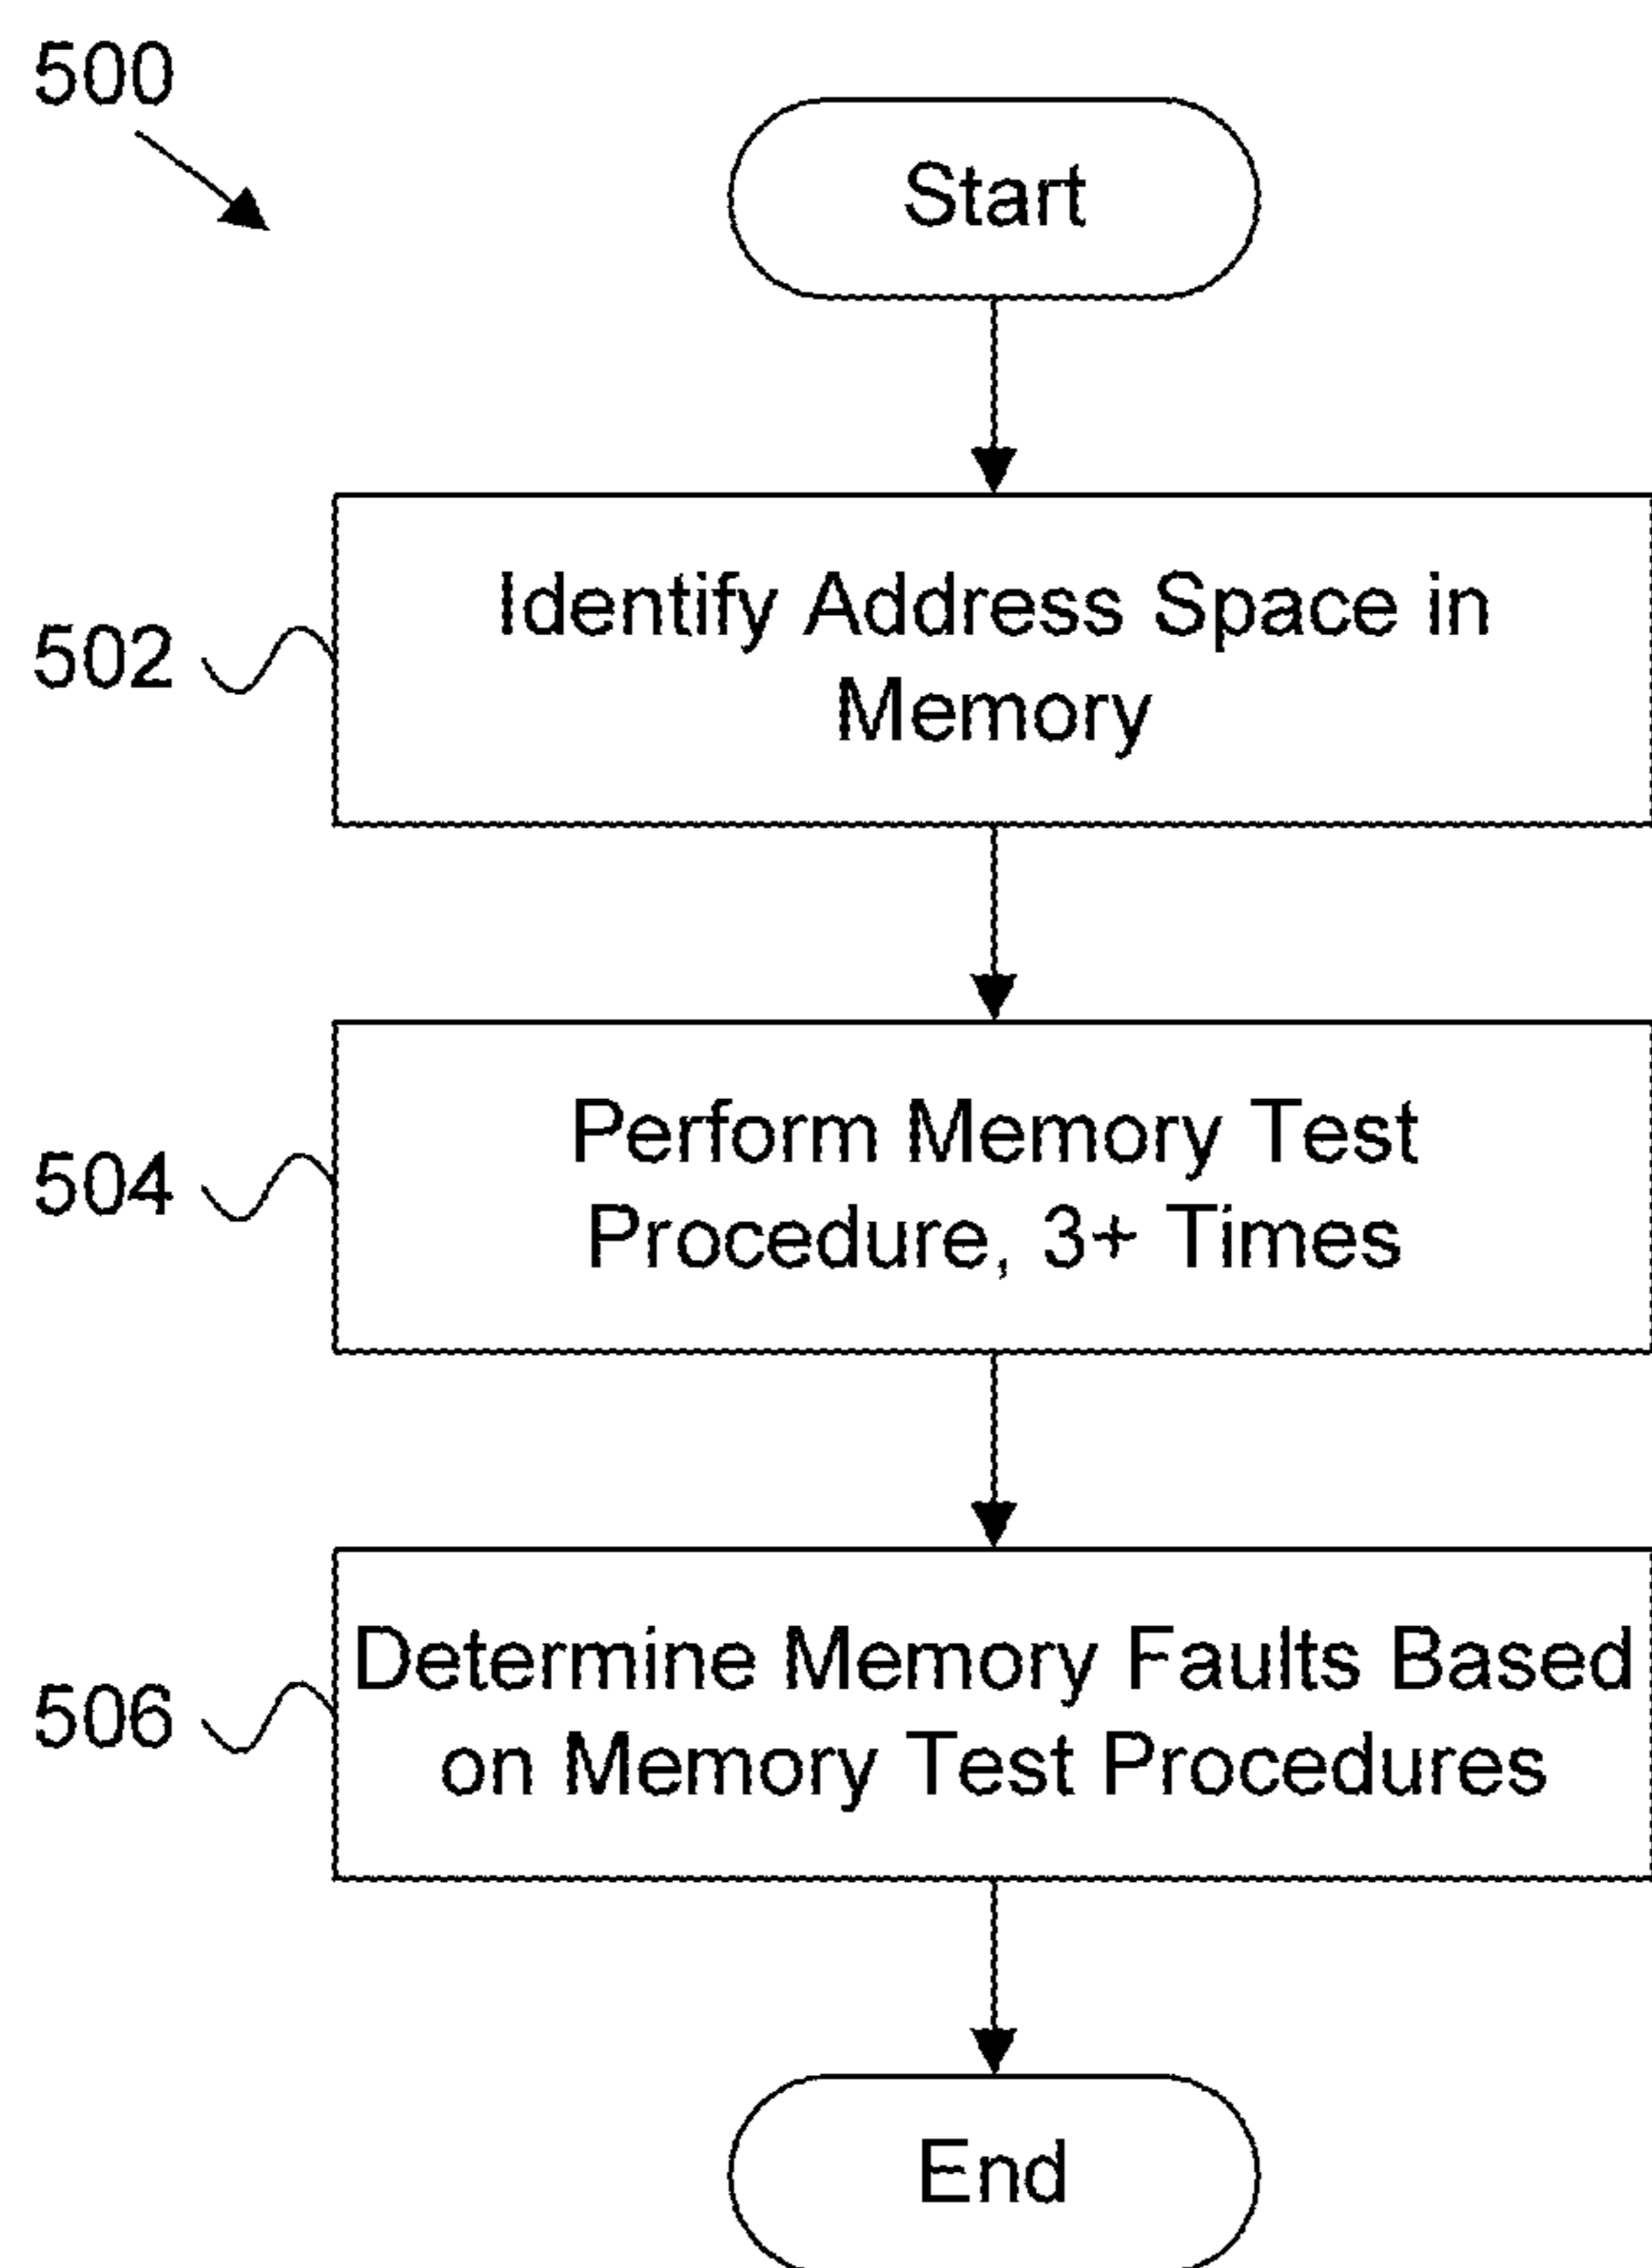 500
Start
502
Identify Address Space in
Memory
504
Perform Memory Test
Procedure, 3+ Times
506
Determine Memory Faults Based
on Memory Test Procedures
End